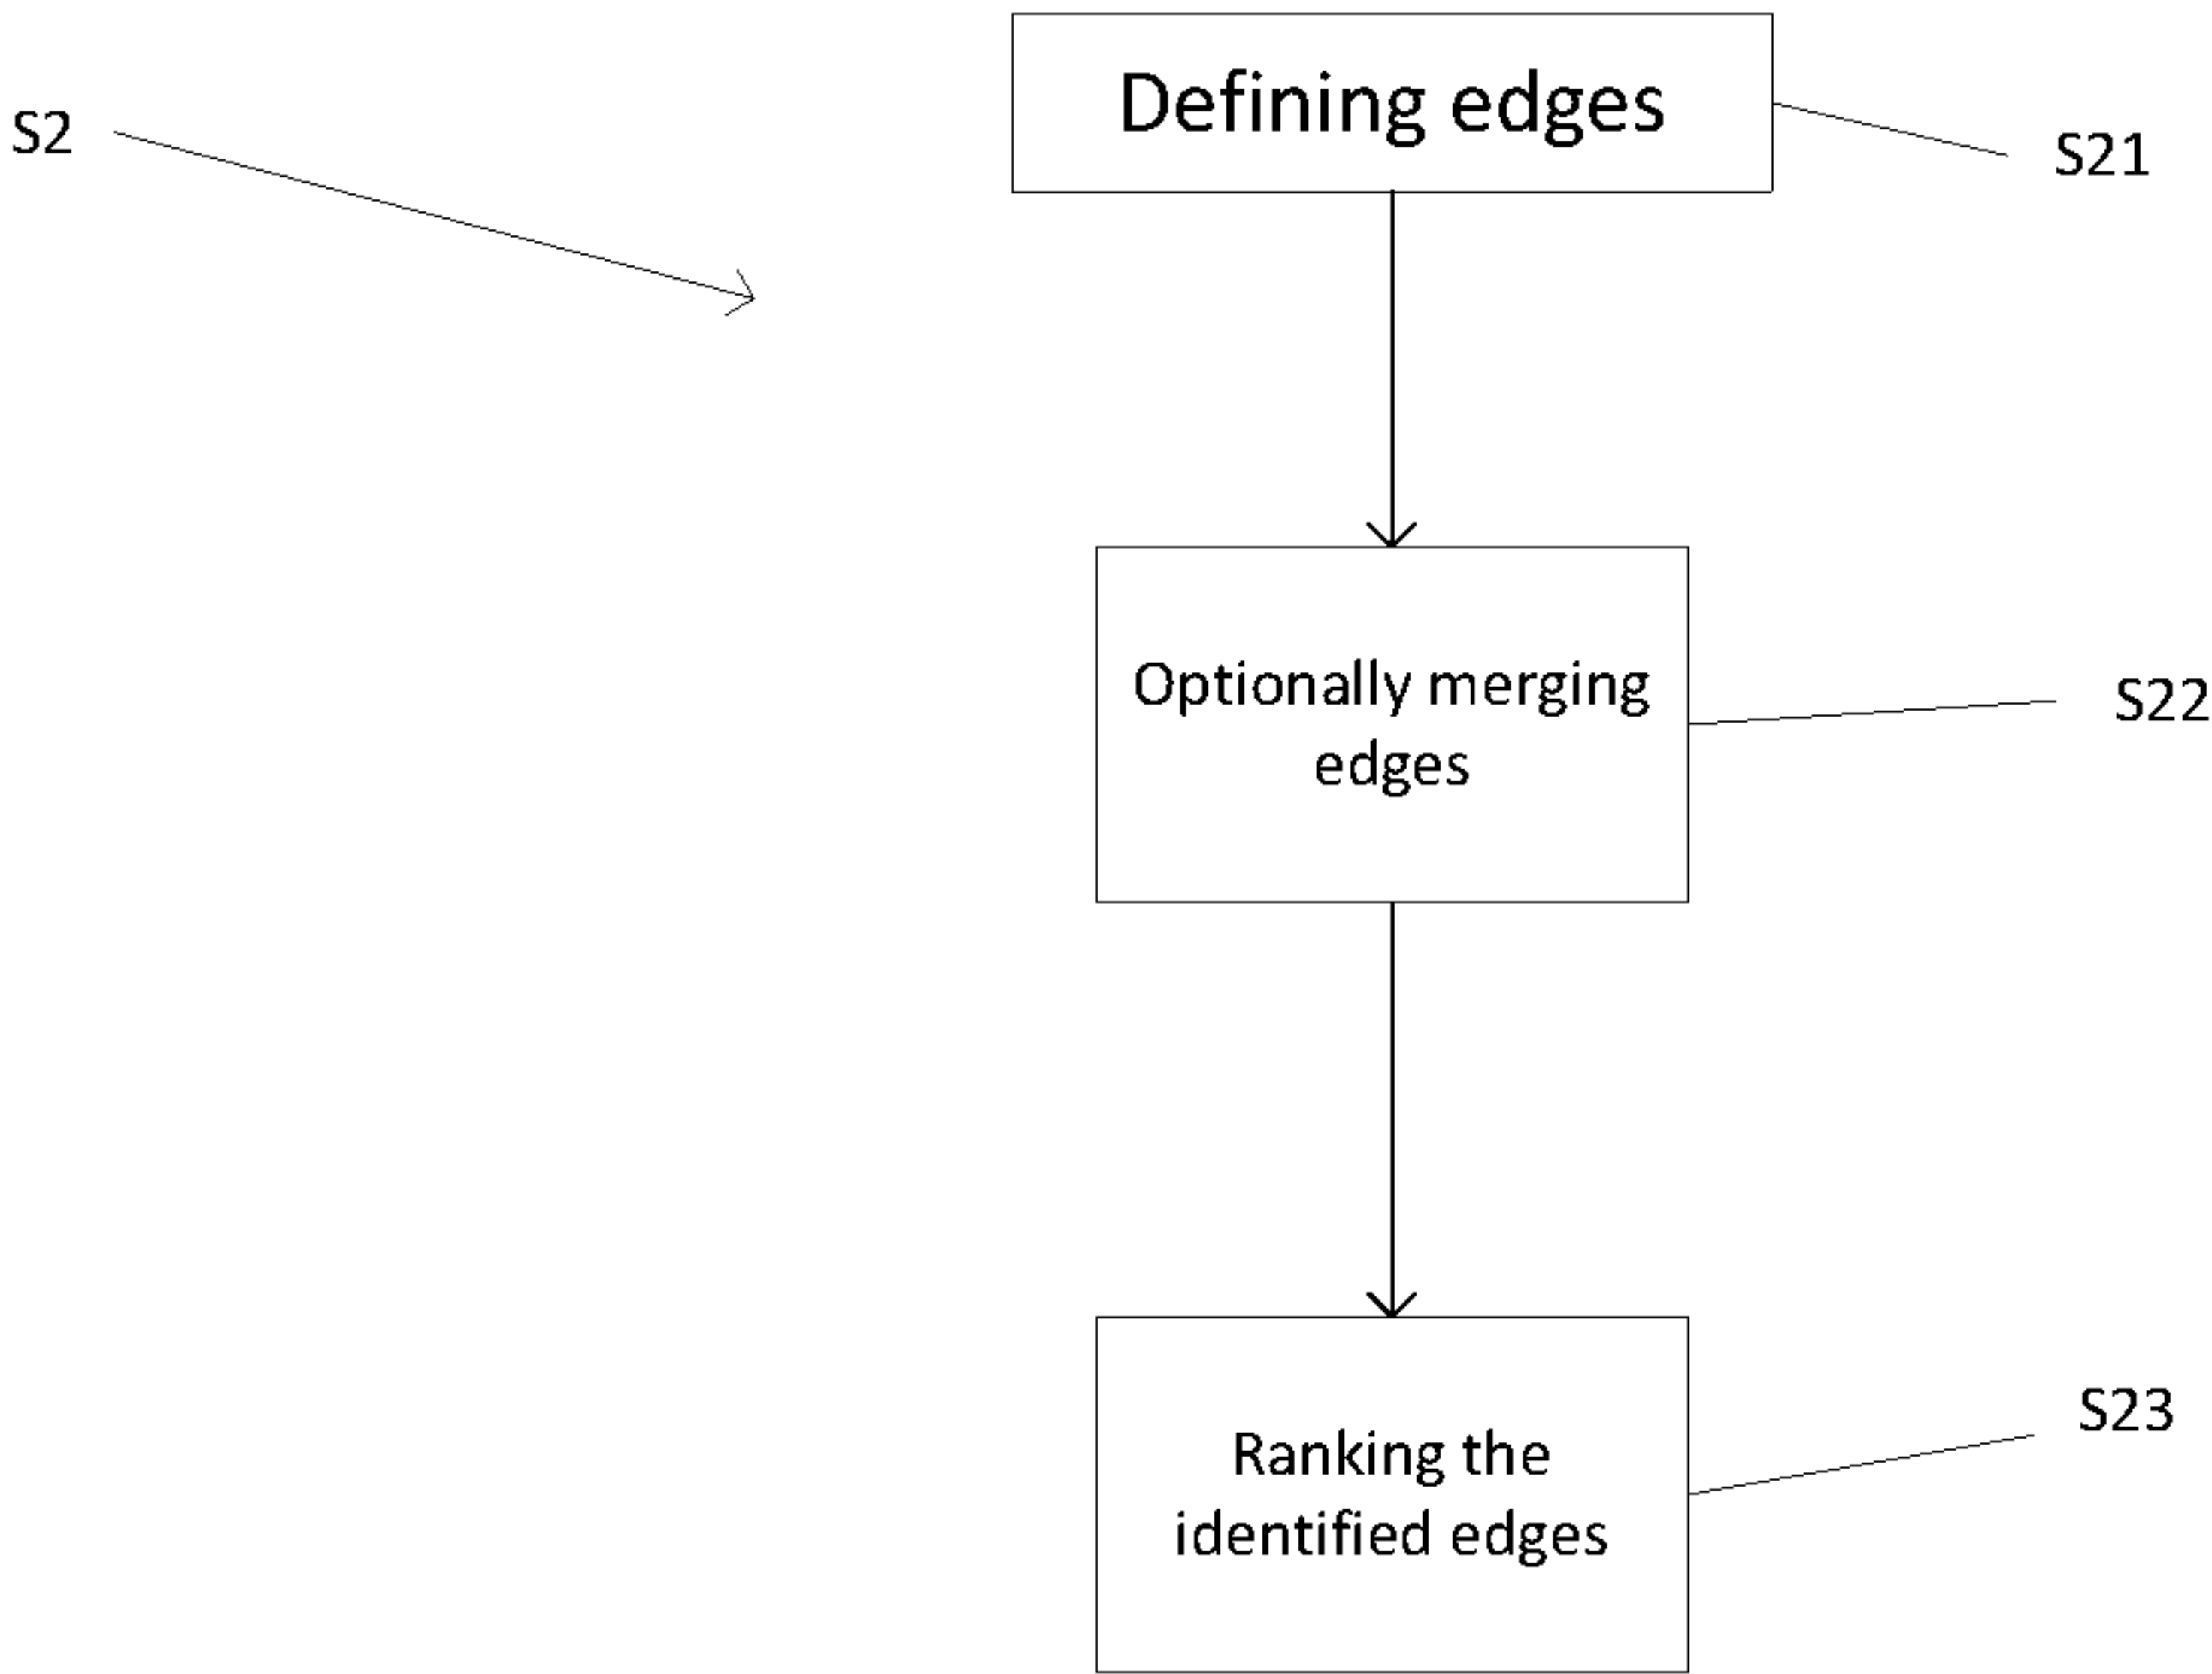 Defining edges
S2
S21
Optionally merging
edges
S22
Ranking the
identified edges
S23